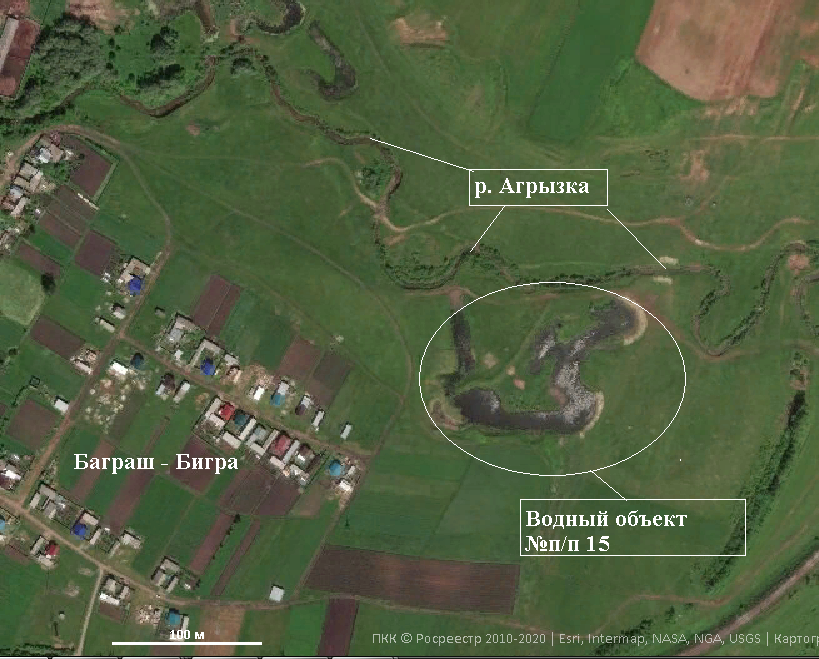 р. Агрызка
Баграш - Бигра
Водный объект
№п/п 15
100 м
ПКК © Росреестр 2010-2020 | Esri, Intermap, NASA, NGA, USGS | Картогр